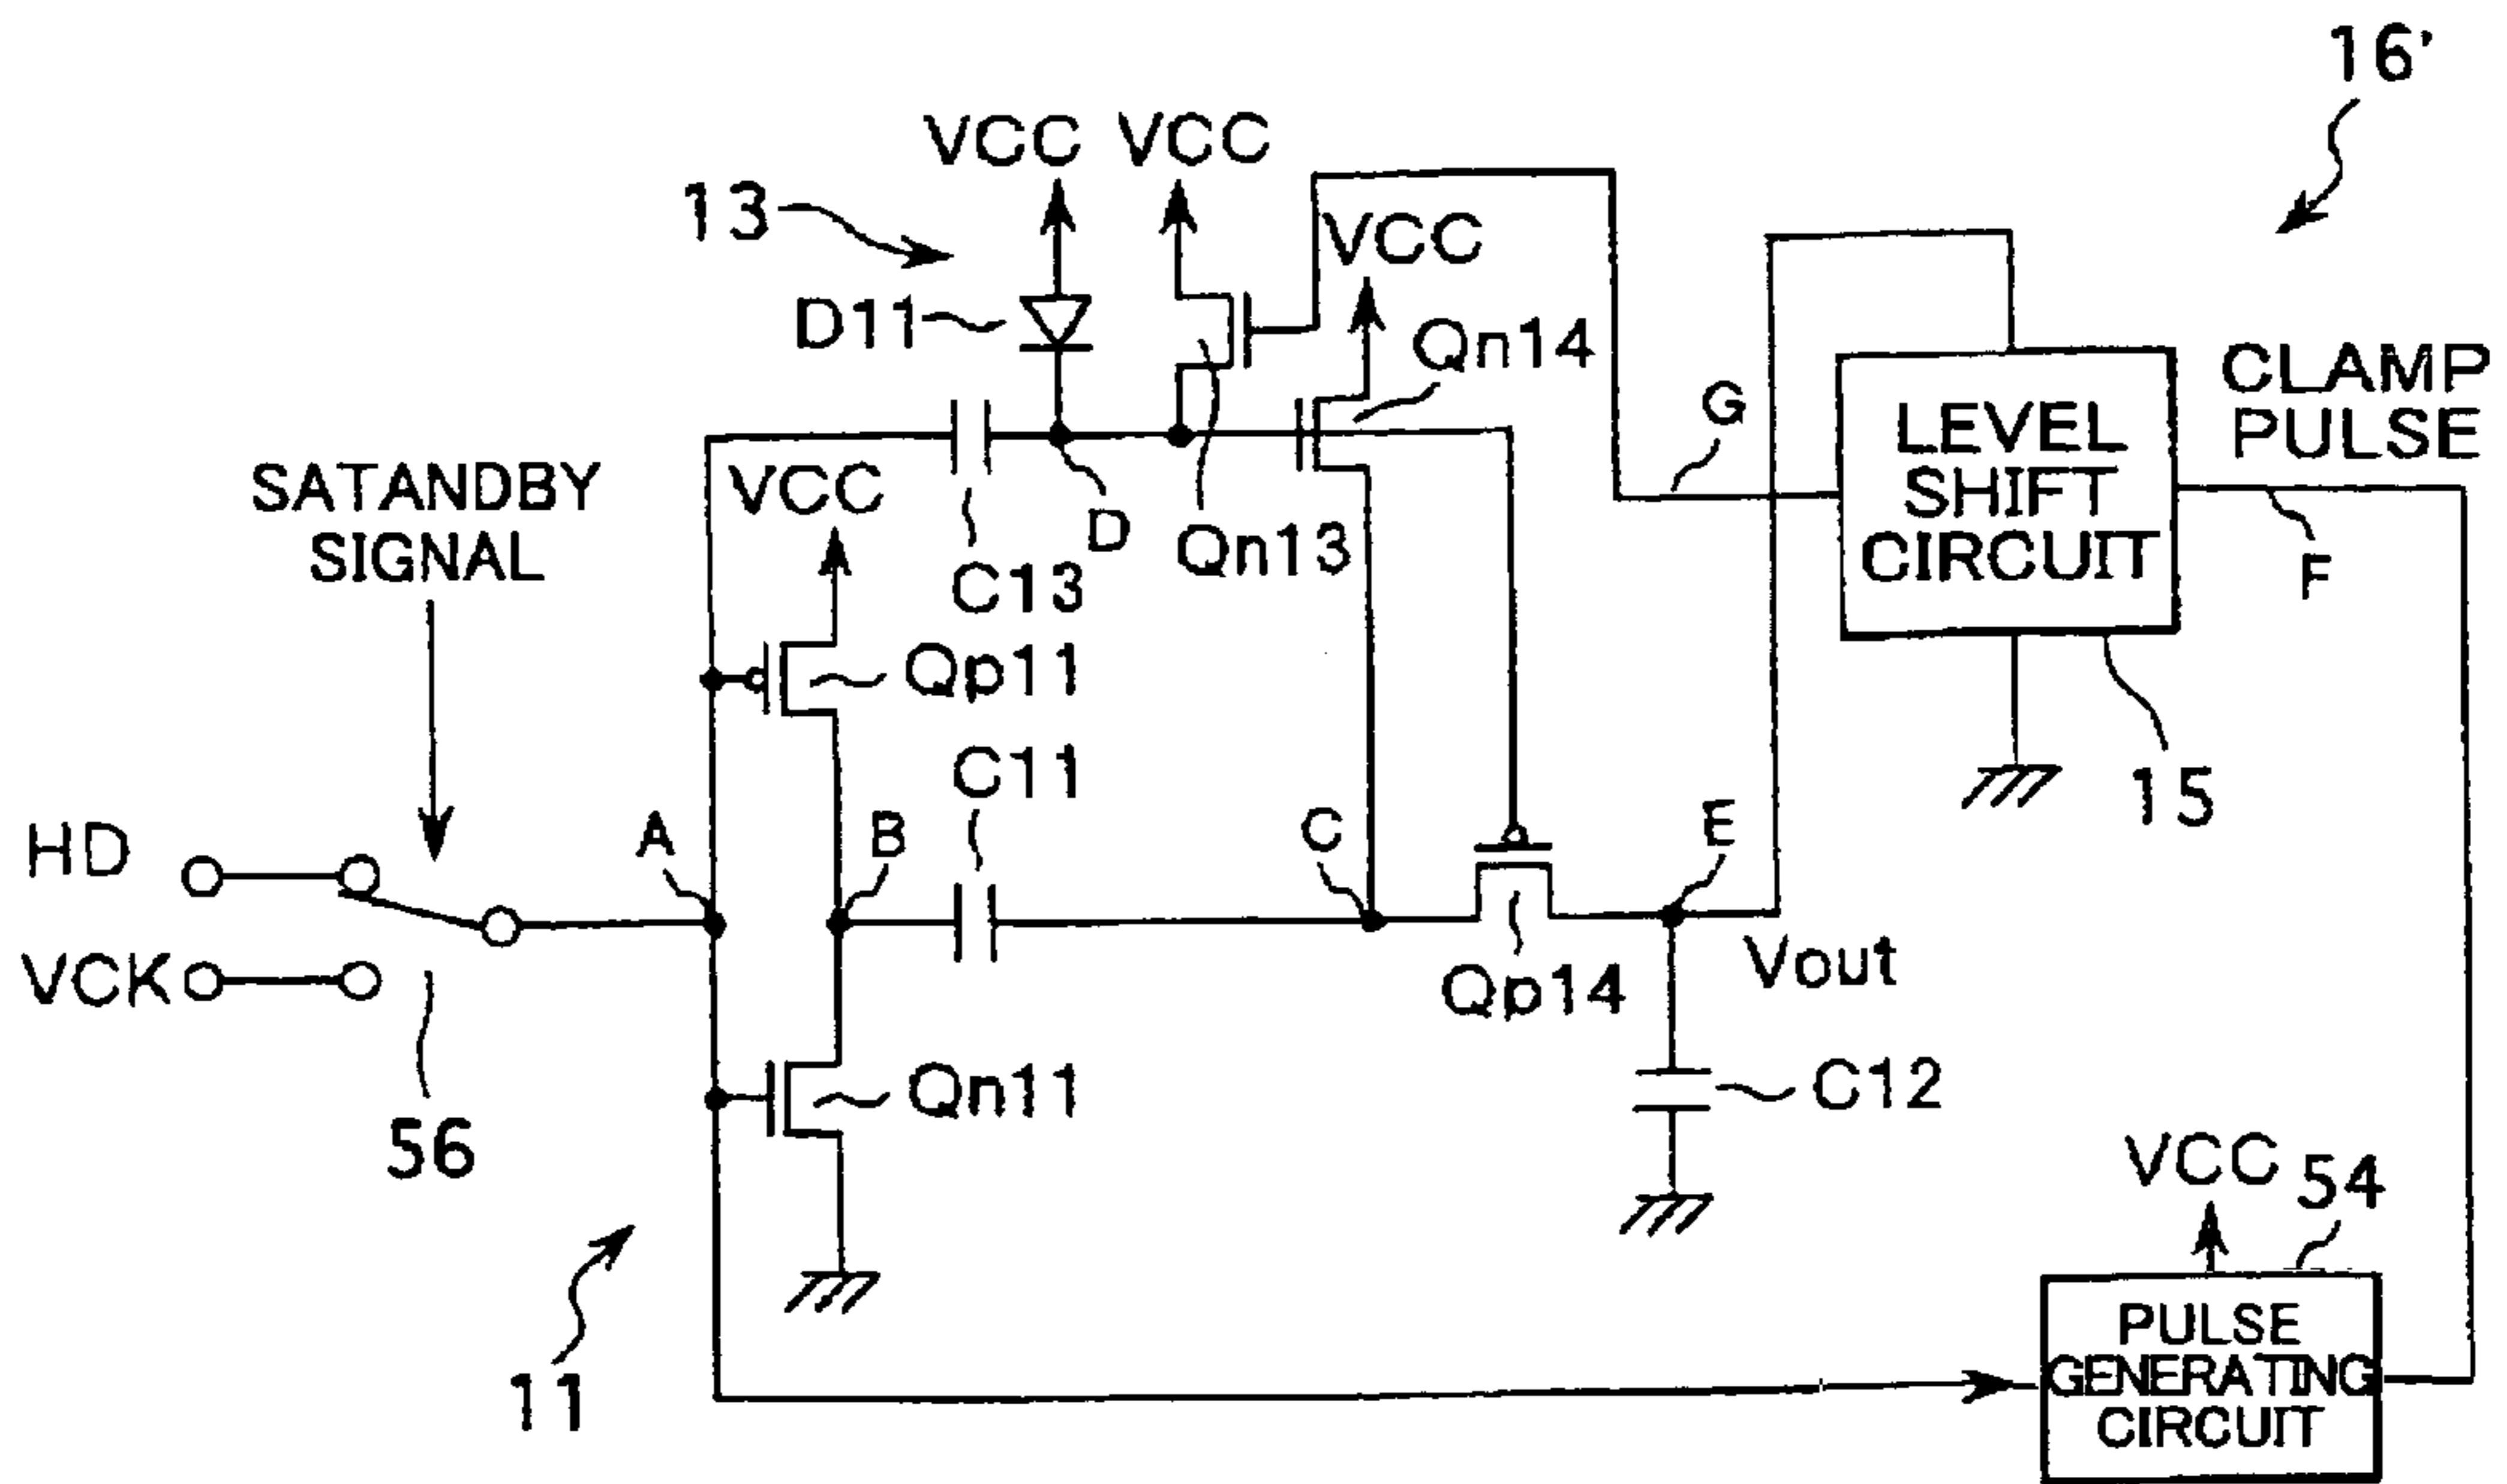 16'
VCC VCC
13
VCC
D11
Qn14
G
CLAMP
PULSE
LEVEL
SHIFT
CIRCUIT
SATANDBY
SIGNAL
VCC
D
Qn13
C13
F
Qp11
C11
15
HD
A
B
C
E
VCK
Vout
Qp14
Qn11
C12
56
VCC
54
11
PULSE
GENERATING
CIRCUIT